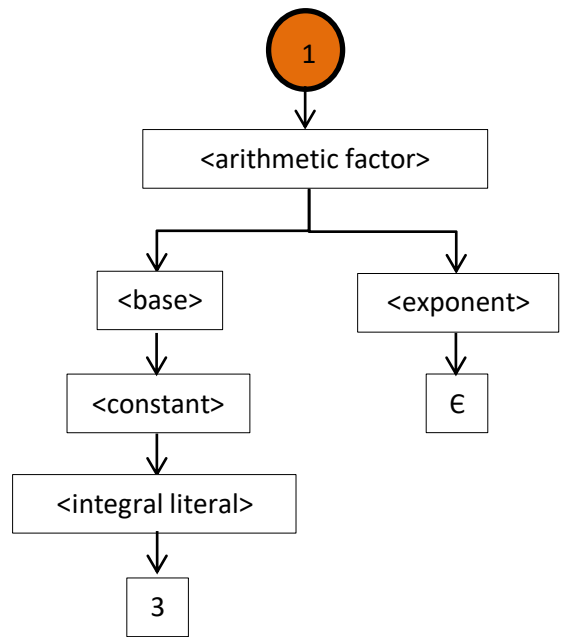 1
<arithmetic factor>
<base>
<exponent>
<constant>
Є
<integral literal>
3